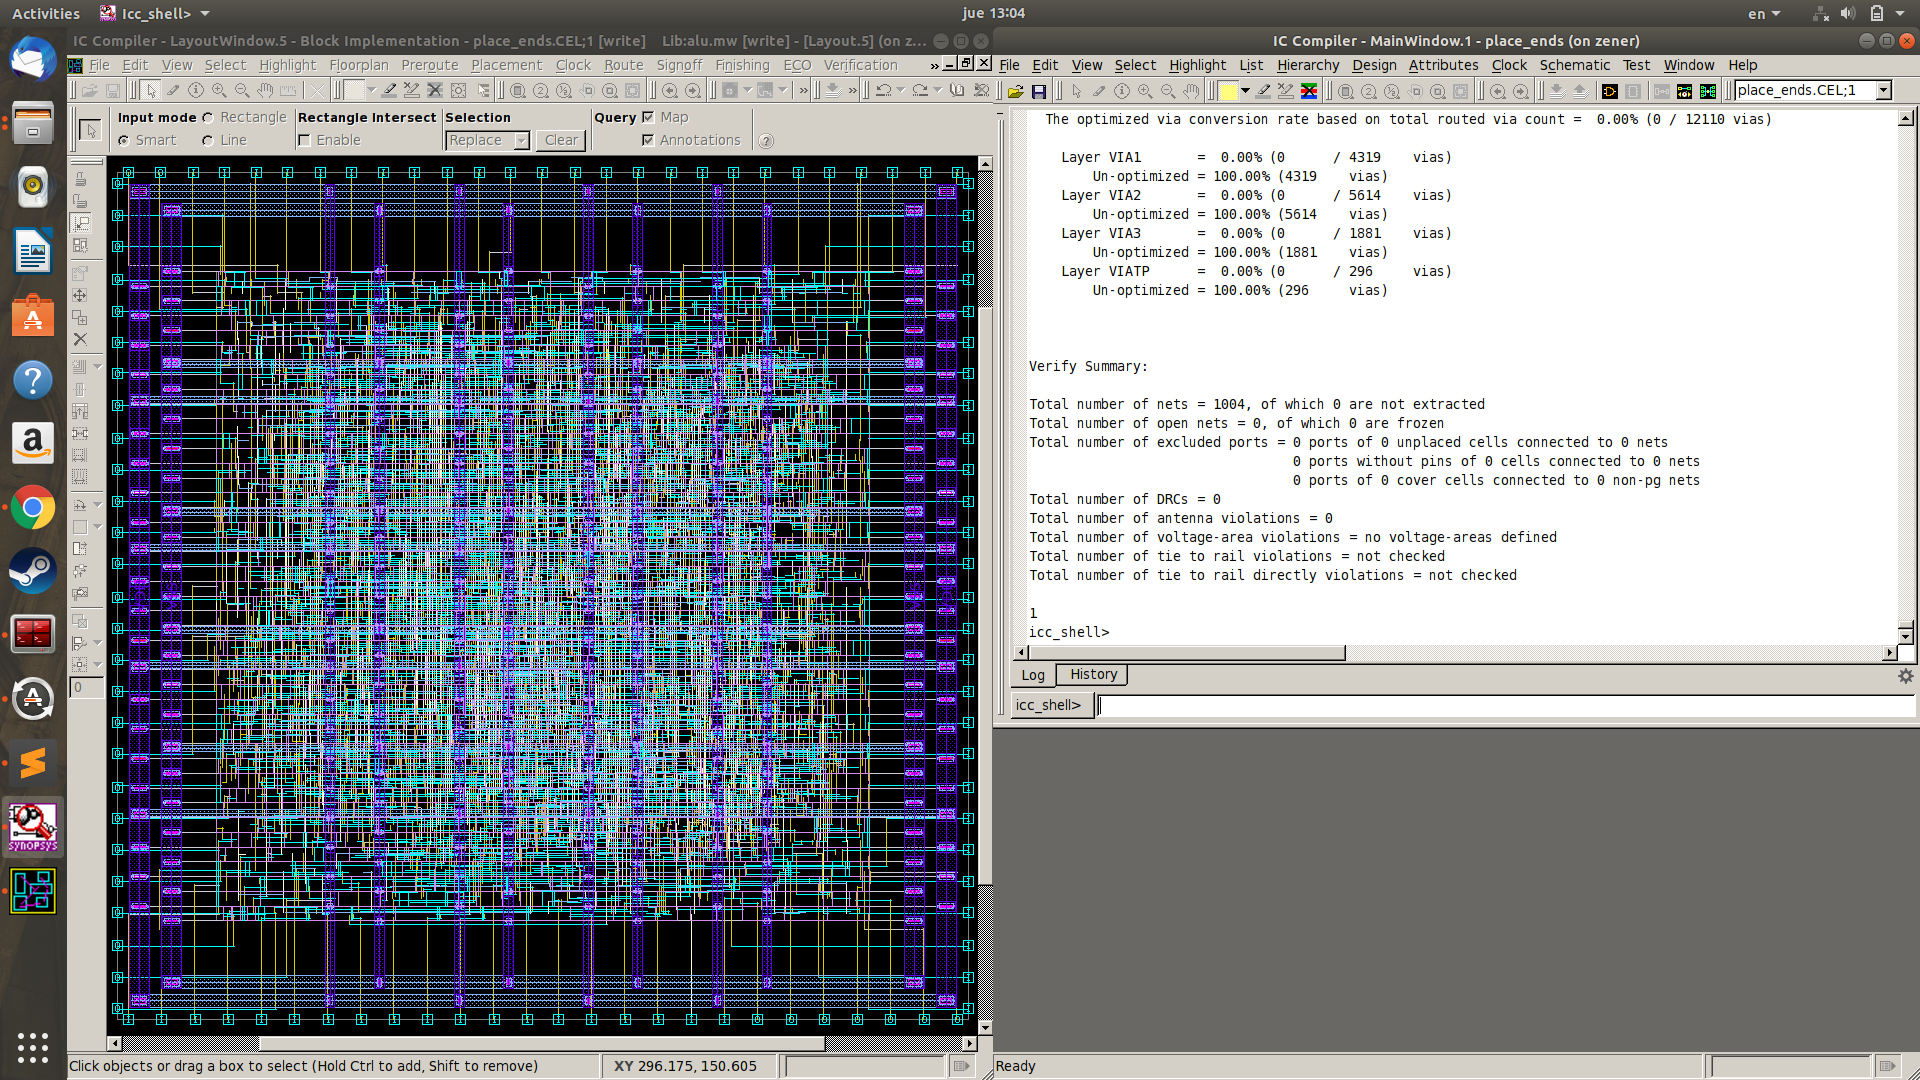 Activities
Icc_shell>
jue 13:04
en
IC Compiler - LayoutWindow.5 - Block Implementation - place_ends.CEL;1 [write]    Lib:alu.mw [write] - [Layout.5] (on z...
File Edit View Select Highlight Floorplan Preroute Placement Clock Route Signoff Finishing ECO Verification »
Input mode Rectangle Smart Line
Rectangle Intersect Enable
Selection Replace Clear
Query Map Annotations
0
Click objects or drag a box to select (Hold Ctrl to add, Shift to remove)
XY 296.175, 150.605
IC Compiler - MainWindow.1 - place_ends (on zener)
File Edit View Select Highlight List Hierarchy Design Attributes Clock Schematic Test Window Help
place_ends.CEL;1
The optimized via conversion rate based on total routed via count =  0.00% (0 / 12110 vias)
Layer VIA1       =  0.00% (0      / 4319    vias)
Un-optimized = 100.00% (4319    vias)
Layer VIA2       =  0.00% (0      / 5614    vias)
Un-optimized = 100.00% (5614    vias)
Layer VIA3       =  0.00% (0      / 1881    vias)
Un-optimized = 100.00% (1881    vias)
Layer VIATP      =  0.00% (0      / 296     vias)
Un-optimized = 100.00% (296     vias)
Verify Summary:
Total number of nets = 1004, of which 0 are not extracted
Total number of open nets = 0, of which 0 are frozen
Total number of excluded ports = 0 ports of 0 unplaced cells connected to 0 nets
0 ports without pins of 0 cells connected to 0 nets
0 ports of 0 cover cells connected to 0 non-pg nets
Total number of DRCs = 0
Total number of antenna violations = 0
Total number of voltage-area violations = no voltage-areas defined
Total number of tie to rail violations = not checked
Total number of tie to rail directly violations = not checked
1
icc_shell>
Log History
icc_shell>
Ready
SYNOPSYS